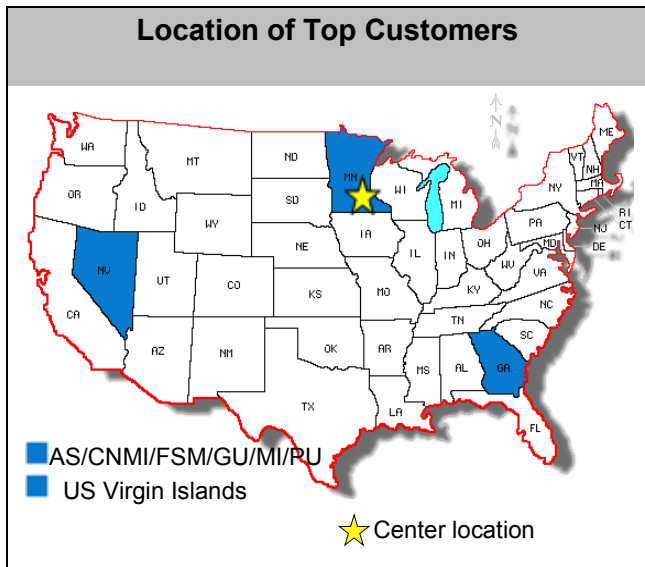 Location of Top Customers
N N
WA
MT
ND
MN
ME
OR
ID
SD
WI
MI
VT
NH
NY
MA
WY
IA
PA
RI
CT
NJ
NV
UT
NE
IL
IN
OH
MD
DE
CO
WV
VA
CA
KS
MO
KY
NC
AZ
NM
OK
AR
TN
SC
MS
AL
GA
TX
LA
FL
AS/CNMI/FSM/GU/MI/PU
US Virgin Islands
Center location